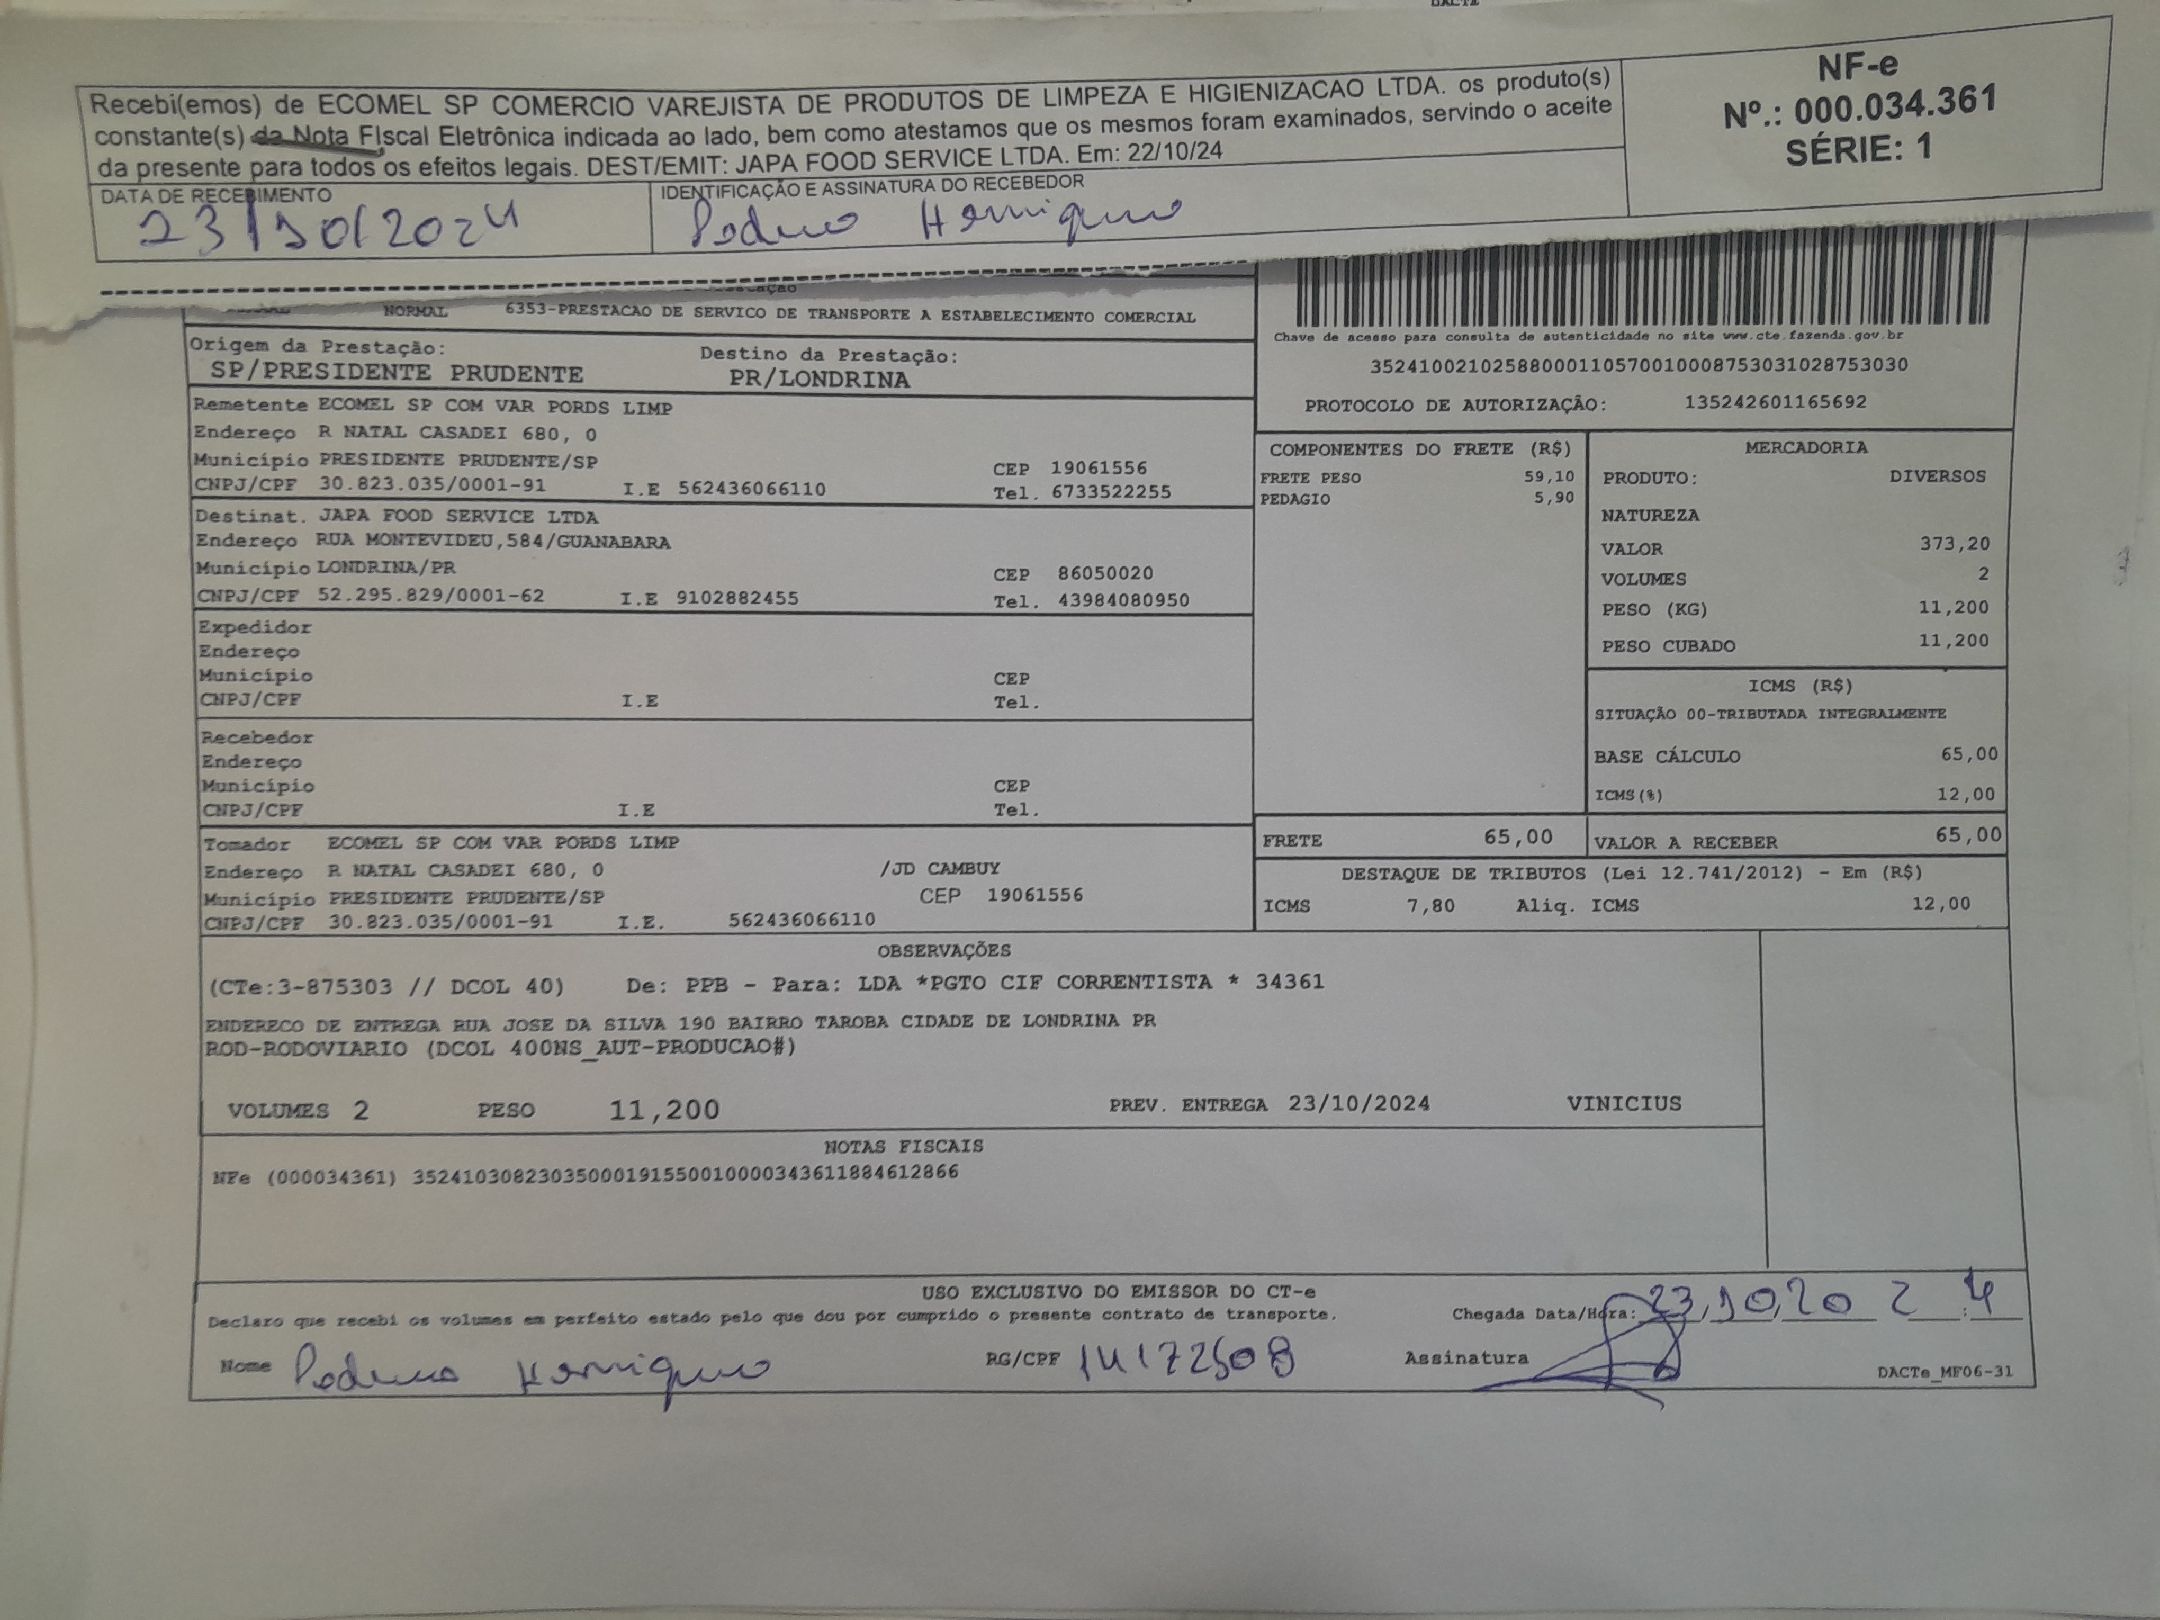 DACTE
Recebi(emos) de ECOMEL SP COMERCIO VAREJISTA DE PRODUTOS DE LIMPEZA E HIGIENIZACAO LTDA. os produto(s)
constante(s) da Nota FIscal Eletrônica indicada ao lado, bem como atestamos que os mesmos foram examinados, servindo o aceite
da presente para todos os efeitos legais. DEST/EMIT: JAPA FOOD SERVICE LTDA. Em: 22/10/24
NF-e
Nº.: 000.034.361
SÉRIE: 1
DATA DE RECEBIMENTO
23/10/2024
IDENTIFICAÇÃO E ASSINATURA DO RECEBEDOR
Pedro Henrique
NORMAL 6353-PRESTACAO DE SERVICO DE TRANSPORTE A ESTABELECIMENTO COMERCIAL
Origem da Prestação: Destino da Prestação:
SP/PRESIDENTE PRUDENTE PR/LONDRINA
Chave de acesso para consulta de autenticidade no site www.cte.fazenda.gov.br
35241002102588000110570010008753031028753030
PROTOCOLO DE AUTORIZAÇÃO: 135242601165692
Remetente ECOMEL SP COM VAR PORDS LIMP
Endereço R NATAL CASADEI 680, 0
Município PRESIDENTE PRUDENTE/SP CEP 19061556
CNPJ/CPF 30.823.035/0001-91 I.E 562436066110 Tel. 6733522255
Destinat. JAPA FOOD SERVICE LTDA
Endereço RUA MONTEVIDEU,584/GUANABARA
Município LONDRINA/PR CEP 86050020
CNPJ/CPF 52.295.829/0001-62 I.E 9102882455 Tel. 43984080950
Expedidor
Endereço
Município CEP
CNPJ/CPF I.E Tel.
Recebedor
Endereço
Município CEP
CNPJ/CPF I.E Tel.
Tomador ECOMEL SP COM VAR PORDS LIMP
Endereço R NATAL CASADEI 680, 0 /JD CAMBUY
Município PRESIDENTE PRUDENTE/SP CEP 19061556
CNPJ/CPF 30.823.035/0001-91 I.E. 562436066110
COMPONENTES DO FRETE (R$)
FRETE PESO 59,10
PEDAGIO 5,90
MERCADORIA
PRODUTO: DIVERSOS
NATUREZA
VALOR 373,20
VOLUMES 2
PESO (KG) 11,200
PESO CUBADO 11,200
ICMS (R$)
SITUAÇÃO 00-TRIBUTADA INTEGRALMENTE
BASE CÁLCULO 65,00
ICMS(%) 12,00
FRETE 65,00 VALOR A RECEBER 65,00
DESTAQUE DE TRIBUTOS (Lei 12.741/2012) - Em (R$)
ICMS 7,80 Aliq. ICMS 12,00
OBSERVAÇÕES
(CTe:3-875303 // DCOL 40) De: PPB - Para: LDA *PGTO CIF CORRENTISTA * 34361
ENDERECO DE ENTREGA RUA JOSE DA SILVA 190 BAIRRO TAROBA CIDADE DE LONDRINA PR
ROD-RODOVIARIO (DCOL 400NS_AUT-PRODUCAO#)
VOLUMES 2 PESO 11,200 PREV. ENTREGA 23/10/2024 VINICIUS
NOTAS FISCAIS
NFe (000034361) 35241030823035000191550010000343611884612866
USO EXCLUSIVO DO EMISSOR DO CT-e
Declaro que recebi os volumes em perfeito estado pelo que dou por cumprido o presente contrato de transporte. Chegada Data/Hora: 23,10,2024
Nome Pedro Henrique RG/CPF 14172508 Assinatura
DACTe_MF06-31